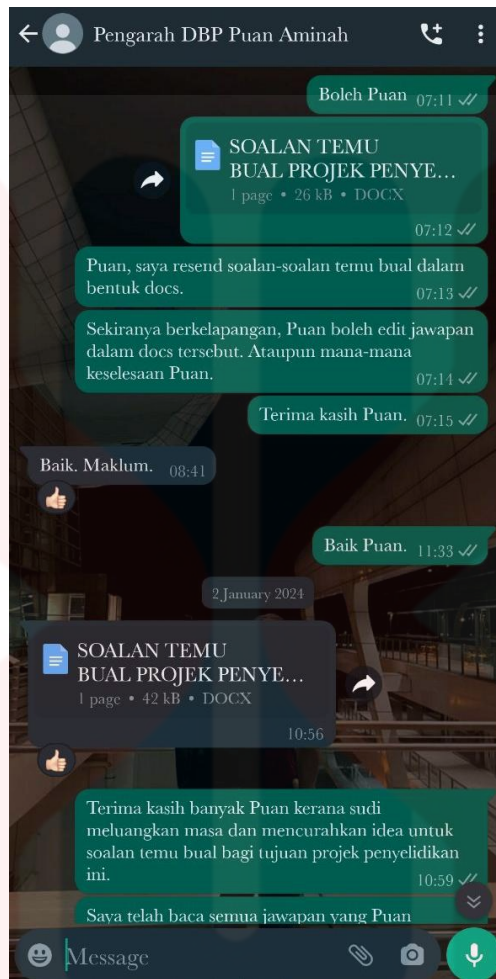 Pengarah DBP Puan Aminah
Boleh Puan 07:11
SOALAN TEMU
BUAL PROJEK PENYE...
1 page • 26 kB • DOCX
07:12
Puan, saya resend soalan-soalan temu bual dalam
bentuk docs.
07:13
Sekiranya berkelapangan, Puan boleh edit jawapan
dalam docs tersebut. Ataupun mana-mana
keselesaan Puan.
07:14
Terima kasih Puan. 07:15
Baik. Maklum. 08:41
Baik Puan. 11:33
2 January 2024
SOALAN TEMU
BUAL PROJEK PENYE...
1 page • 42 kB • DOCX
10:56
Terima kasih banyak Puan kerana sudi
meluangkan masa dan mencurahkan idea untuk
soalan temu bual bagi tujuan projek penyelidikan
ini.
10:59
Saya telah baca semua jawapan yang Puan
Message